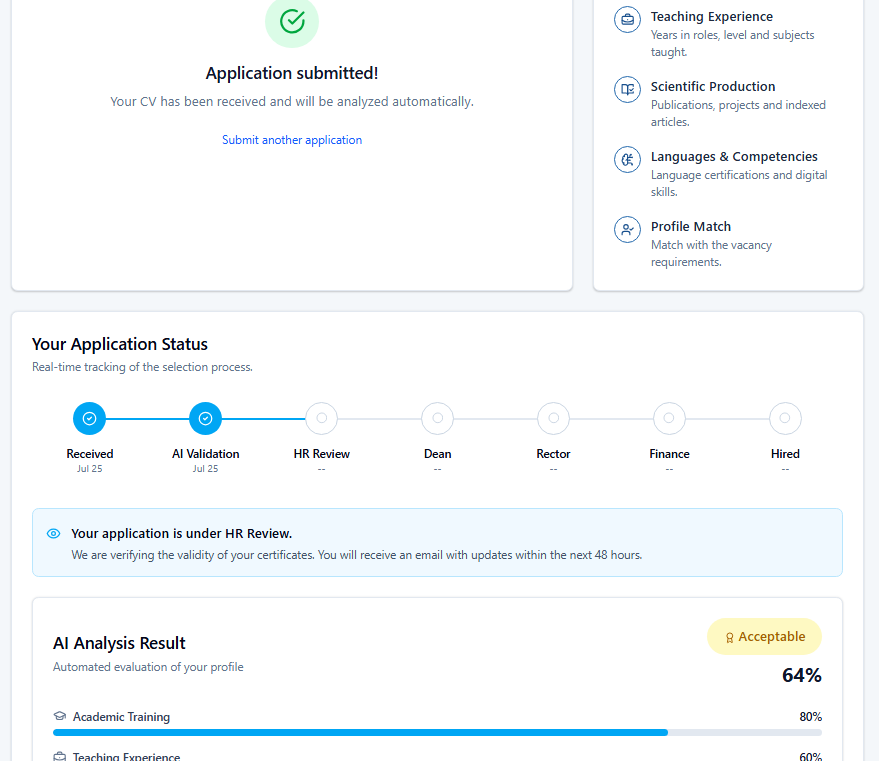 Application submitted!
Your CV has been received and will be analyzed automatically.
Submit another application
Teaching Experience
Years in roles, level and subjects
taught.
Scientific Production
Publications, projects and indexed
articles.
Languages & Competencies
Language certifications and digital
skills.
Profile Match
Match with the vacancy
requirements.
Your Application Status
Real-time tracking of the selection process.
Received AI Validation HR Review Dean Rector Finance Hired
Jul 25 Jul 25 -- -- -- -- --
Your application is under HR Review.
We are verifying the validity of your certificates. You will receive an email with updates within the next 48 hours.
AI Analysis Result
Automated evaluation of your profile
Acceptable
64%
Academic Training 80%
Teaching Experience 60%